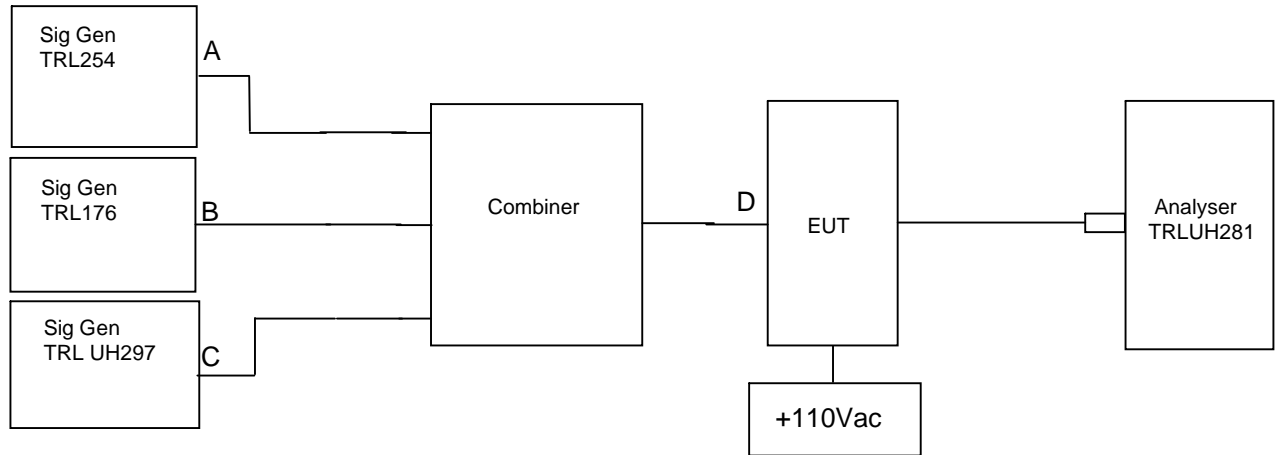 Sig Gen
TRL254
A
Sig Gen
TRL176
B
Sig Gen
TRL UH297
C
Combiner
D
EUT
+110Vac
Analyser
TRLUH281